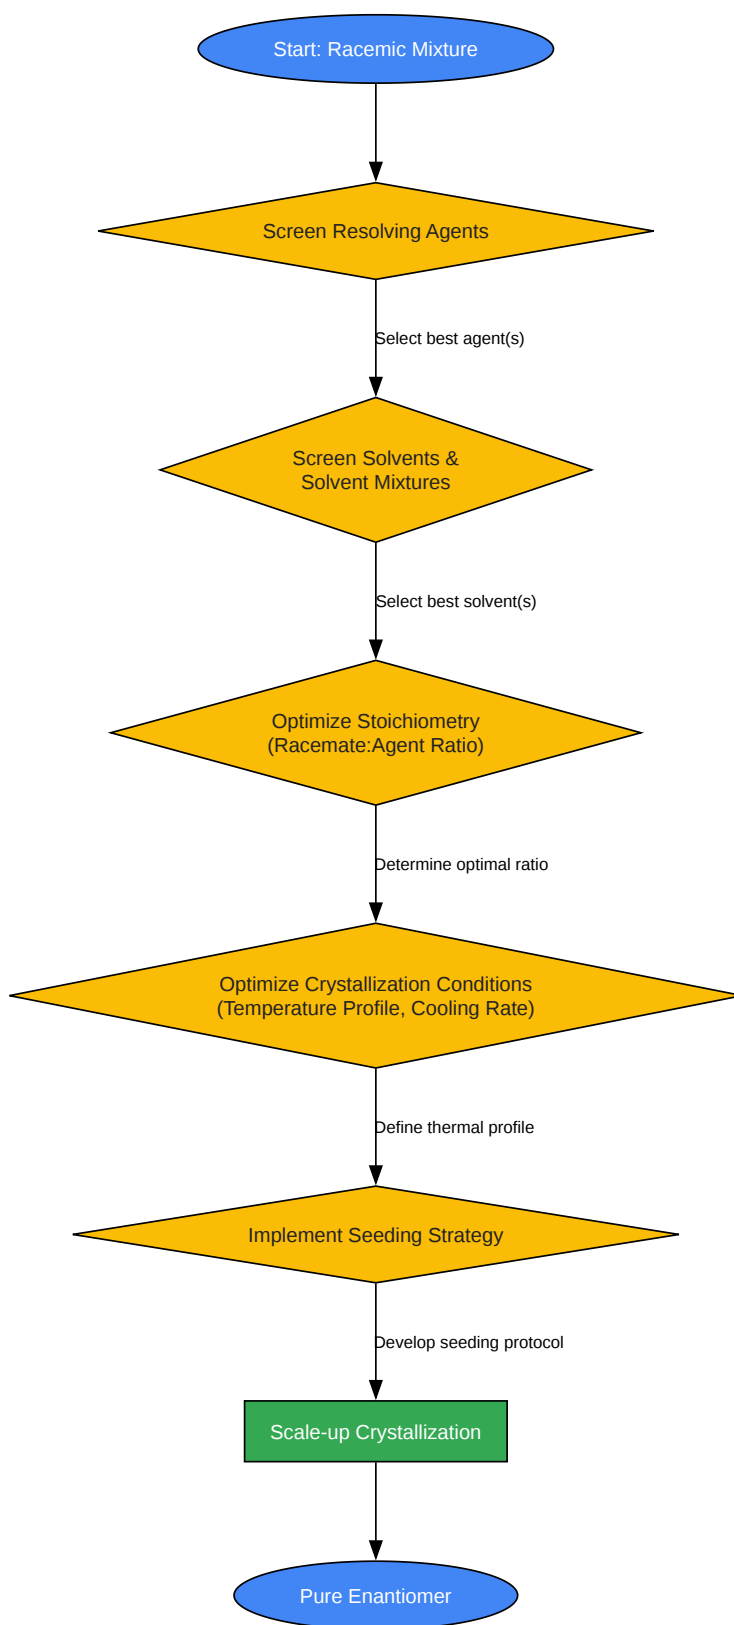 Start: Racemic Mixture
Screen Resolving Agents
Select best agent(s)
Screen Solvents &
Solvent Mixtures
Select best solvent(s)
Optimize Stoichiometry
(Racemate:Agent Ratio)
Determine optimal ratio
Optimize Crystallization Conditions
(Temperature Profile, Cooling Rate)
Define thermal profile
Implement Seeding Strategy
Develop seeding protocol
Scale-up Crystallization
Pure Enantiomer